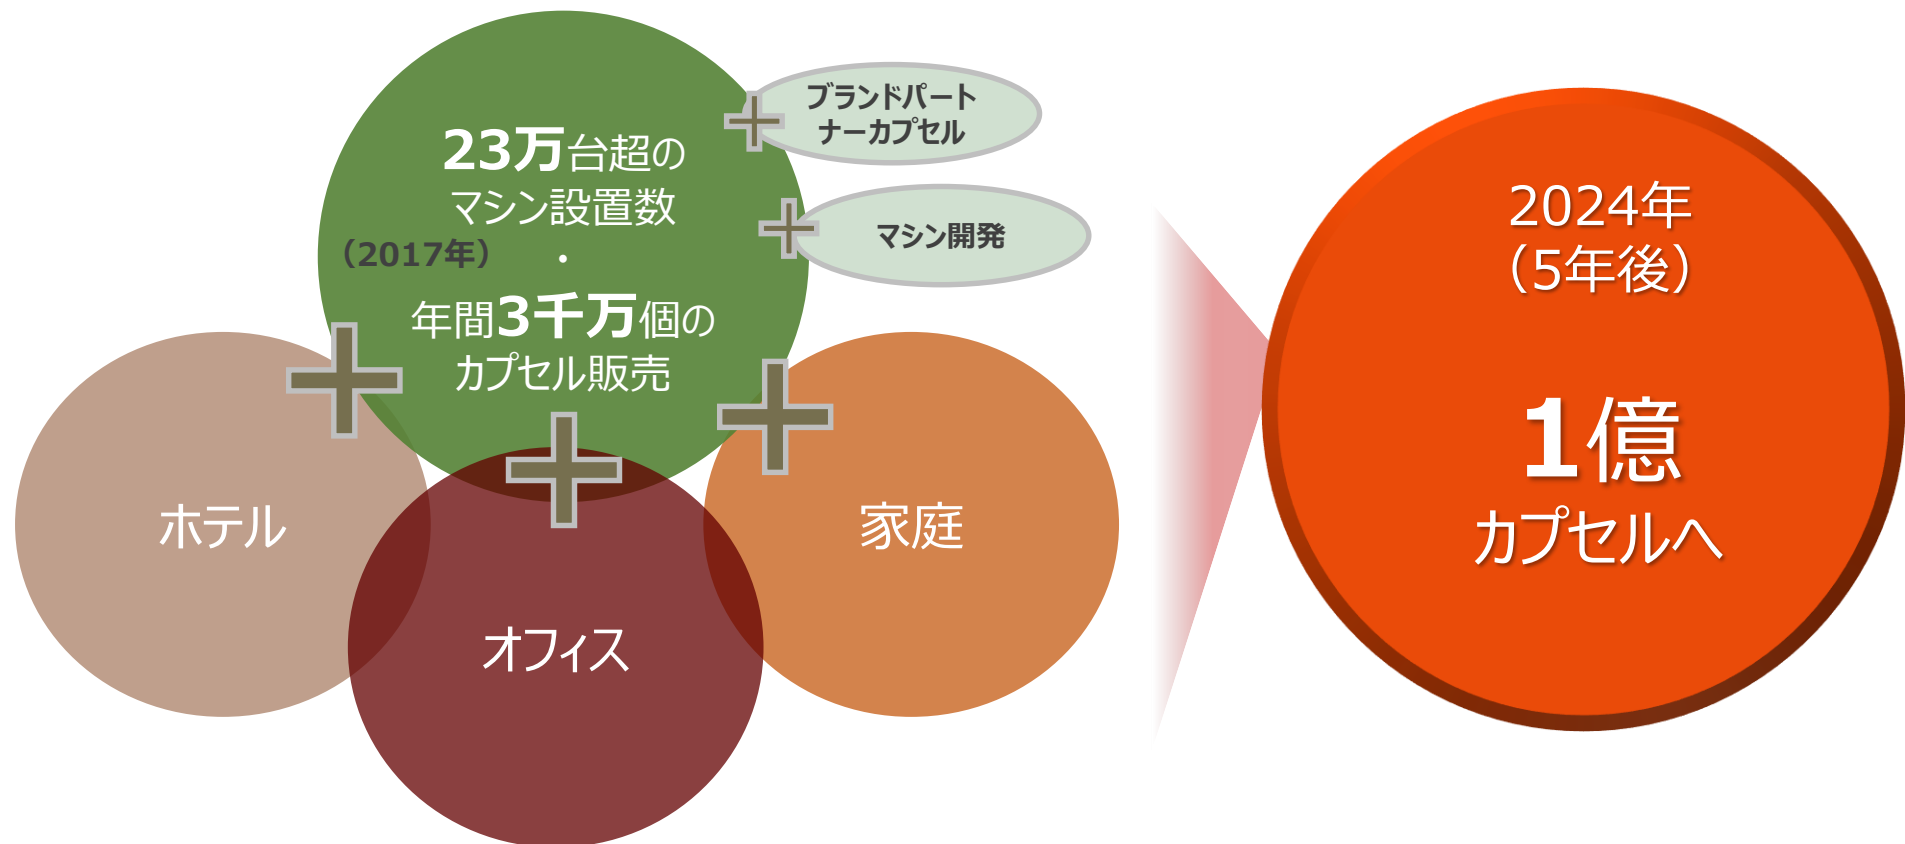 23万台超の
マシン設置数
（2017年）
・
年間3千万個の
カプセル販売
ブランドパート
ナーカプセル
マシン開発
ホテル
オフィス
家庭
2024年
（5年後）
1億
カプセルへ